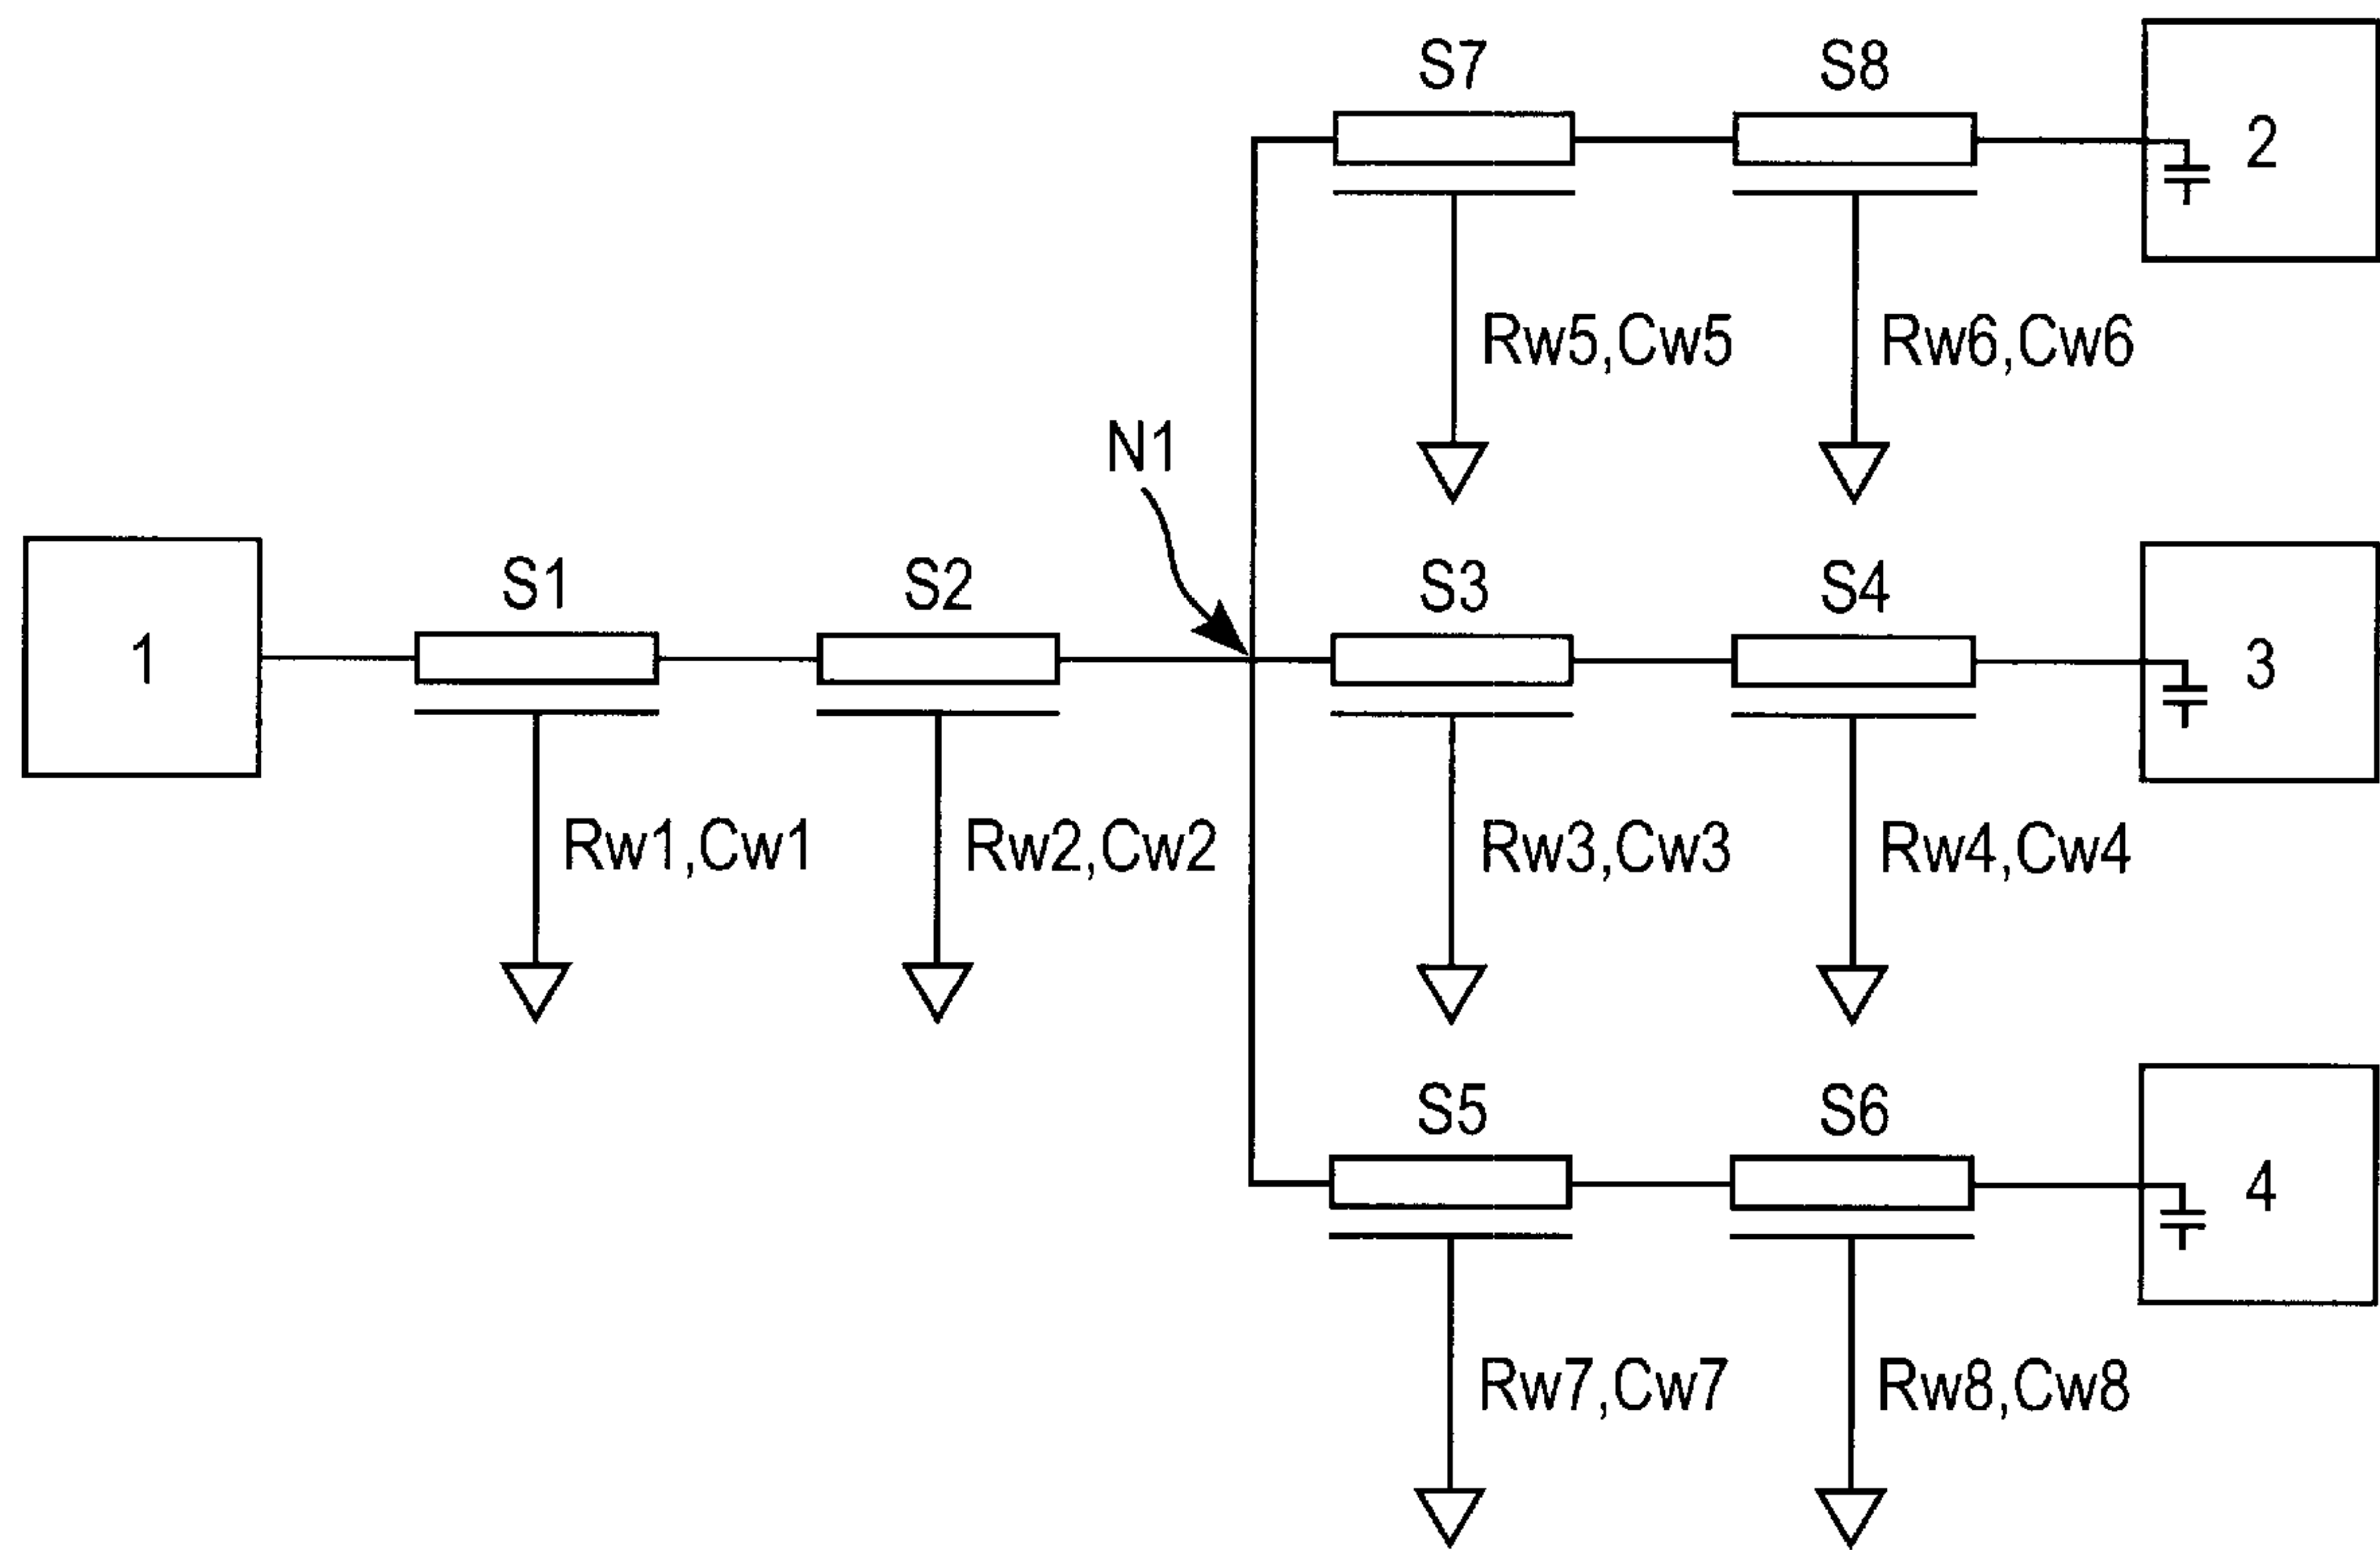 S7
S8
2
Rw5,Cw5
Rw6,Cw6
N1
S1
S2
S3
S4
1
3
Rw1,Cw1
Rw2,Cw2
Rw3,Cw3
Rw4,Cw4
S5
S6
4
Rw7,Cw7
Rw8,Cw8